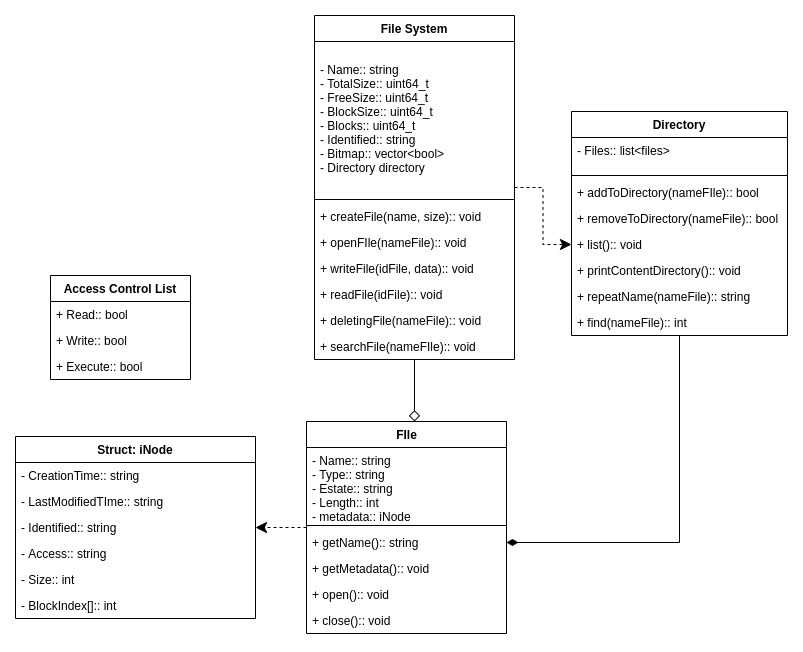 File System
- Name:: string
- TotalSize:: uint64_t
- FreeSize:: uint64_t
- BlockSize:: uint64_t
- Blocks:: uint64_t
- Identified:: string
- Bitmap:: vector<bool>
- Directory directory
+ createFile(name, size):: void
+ openFIle(nameFile):: void
+ writeFile(idFile, data):: void
+ readFile(idFile):: void
+ deletingFile(nameFile):: void
+ searchFile(nameFIle):: void
Directory
- Files:: list<files>
+ addToDirectory(nameFIle):: bool
+ removeToDirectory(nameFile):: bool
+ list():: void
+ printContentDirectory():: void
+ repeatName(nameFile):: string
+ find(nameFile):: int
Access Control List
+ Read:: bool
+ Write:: bool
+ Execute:: bool
Struct: iNode
- CreationTime:: string
- LastModifiedTIme:: string
- Identified:: string
- Access:: string
- Size:: int
- BlockIndex[]:: int
FIle
- Name:: string
- Type:: string
- Estate:: string
- Length:: int
- metadata:: iNode
+ getName():: string
+ getMetadata():: void
+ open():: void
+ close():: void